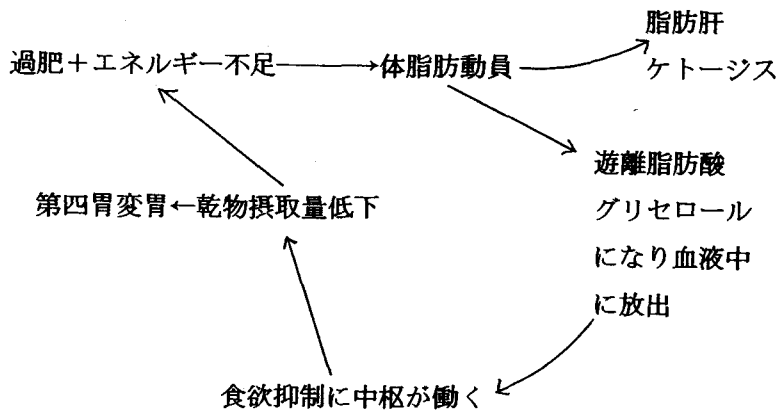 脂肪肝
過肥+エネルギー不足→体脂肪動員
ケトージス
遊離脂肪酸
第四胃変胃←乾物摂取量低下
グリセロール
になり血液中
に放出
食欲抑制に中枢が働く